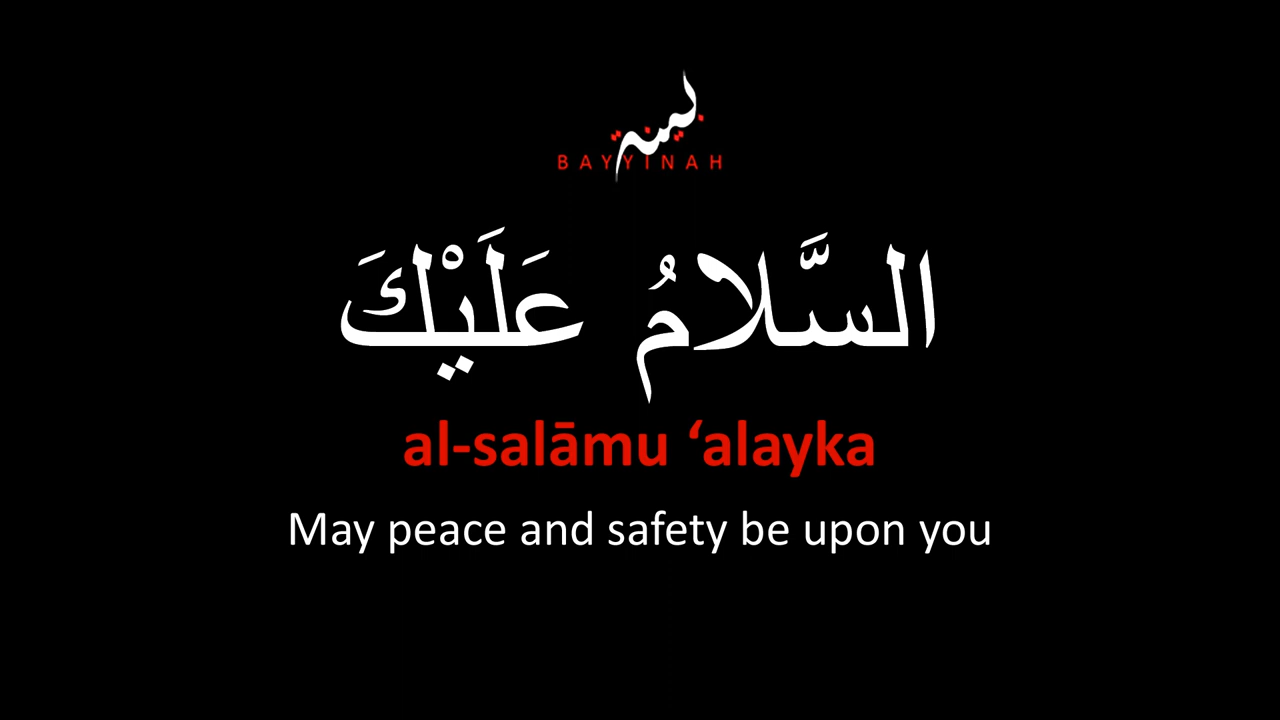 بينة
BAYYINAH
السَّلامُ عَلَيْكَ
al-salāmu ‘alayka
May peace and safety be upon you